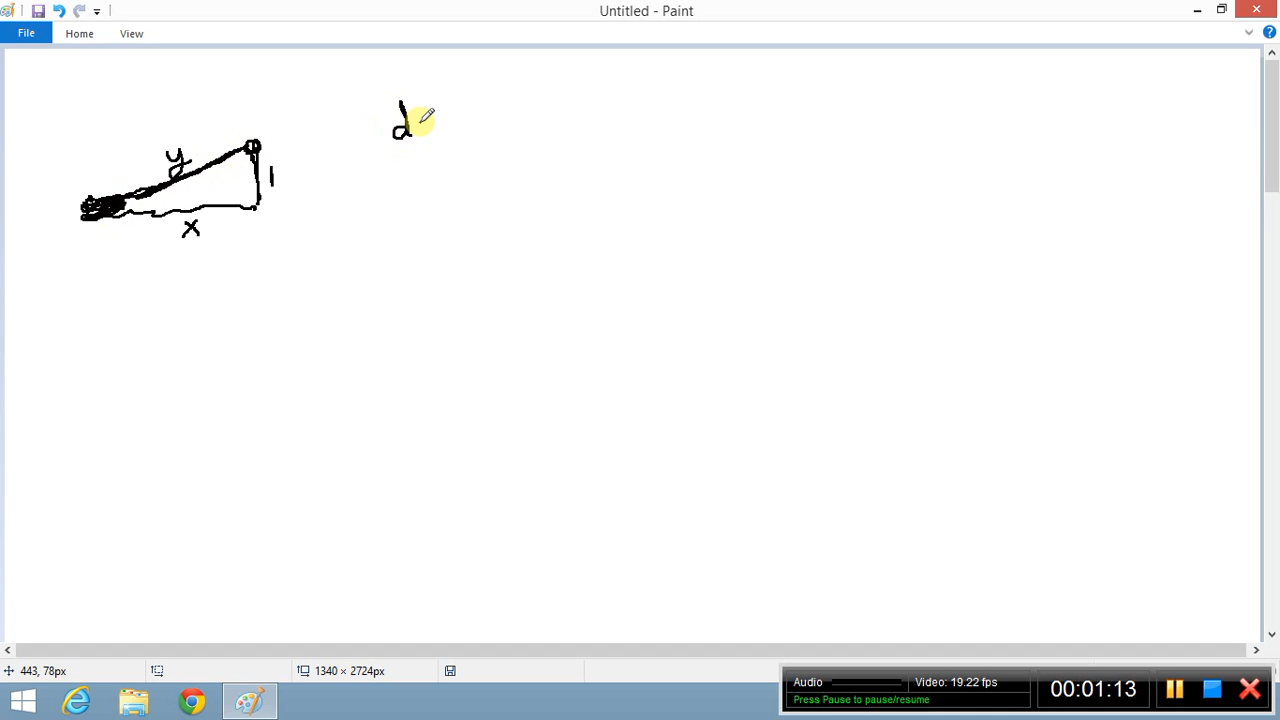 Untitled - Paint
File Home View
d
y
1
x
443, 78px
1340 × 2724px
Audio
Video: 19.22 fps
Press Pause to pause/resume
00:01:13